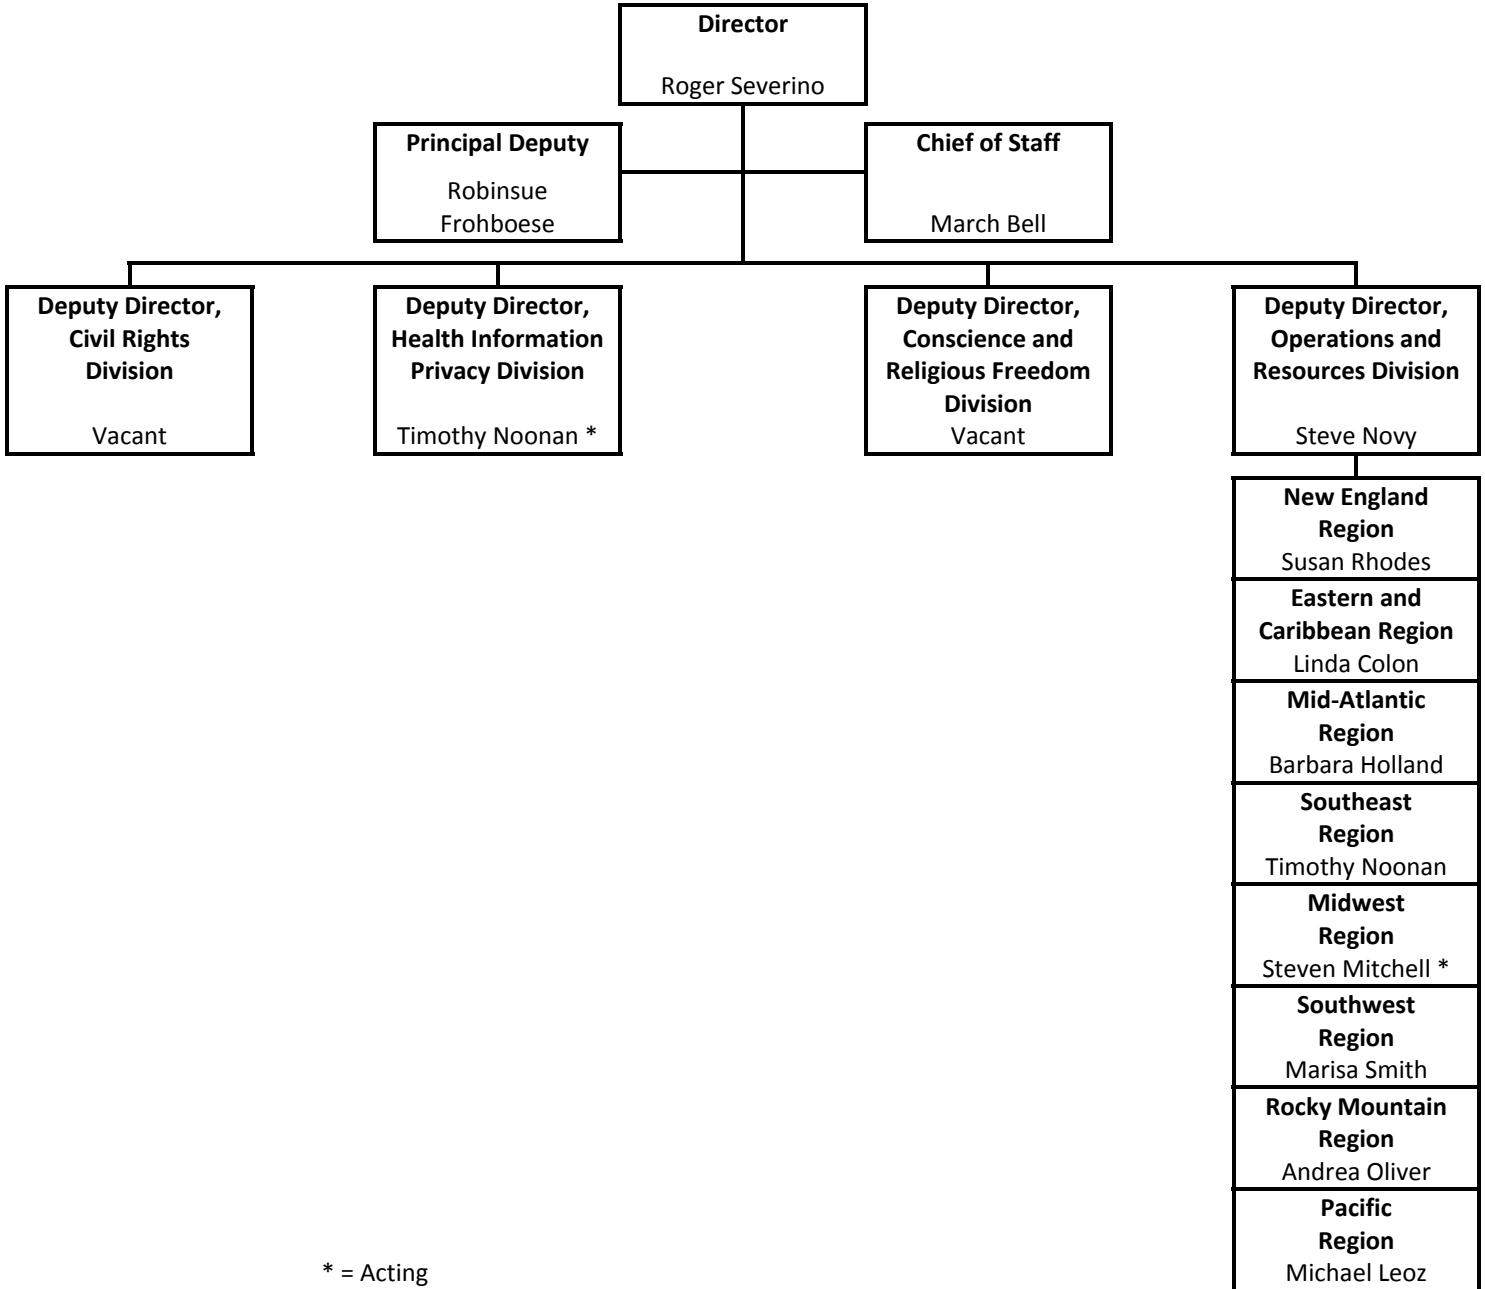 Director
Roger Severino
Principal Deputy
Robinsue
Frohboese
Chief of Staff
March Bell
Deputy Director,
Civil Rights
Division
Vacant
Deputy Director,
Health Information
Privacy Division
Timothy Noonan *
Deputy Director,
Conscience and
Religious Freedom
Division
Vacant
Deputy Director,
Operations and
Resources Division
Steve Novy
New England
Region
Susan Rhodes
Eastern and
Caribbean Region
Linda Colon
Mid-Atlantic
Region
Barbara Holland
Southeast
Region
Timothy Noonan
Midwest
Region
Steven Mitchell *
Southwest
Region
Marisa Smith
Rocky Mountain
Region
Andrea Oliver
Pacific
Region
Michael Leoz
* = Acting